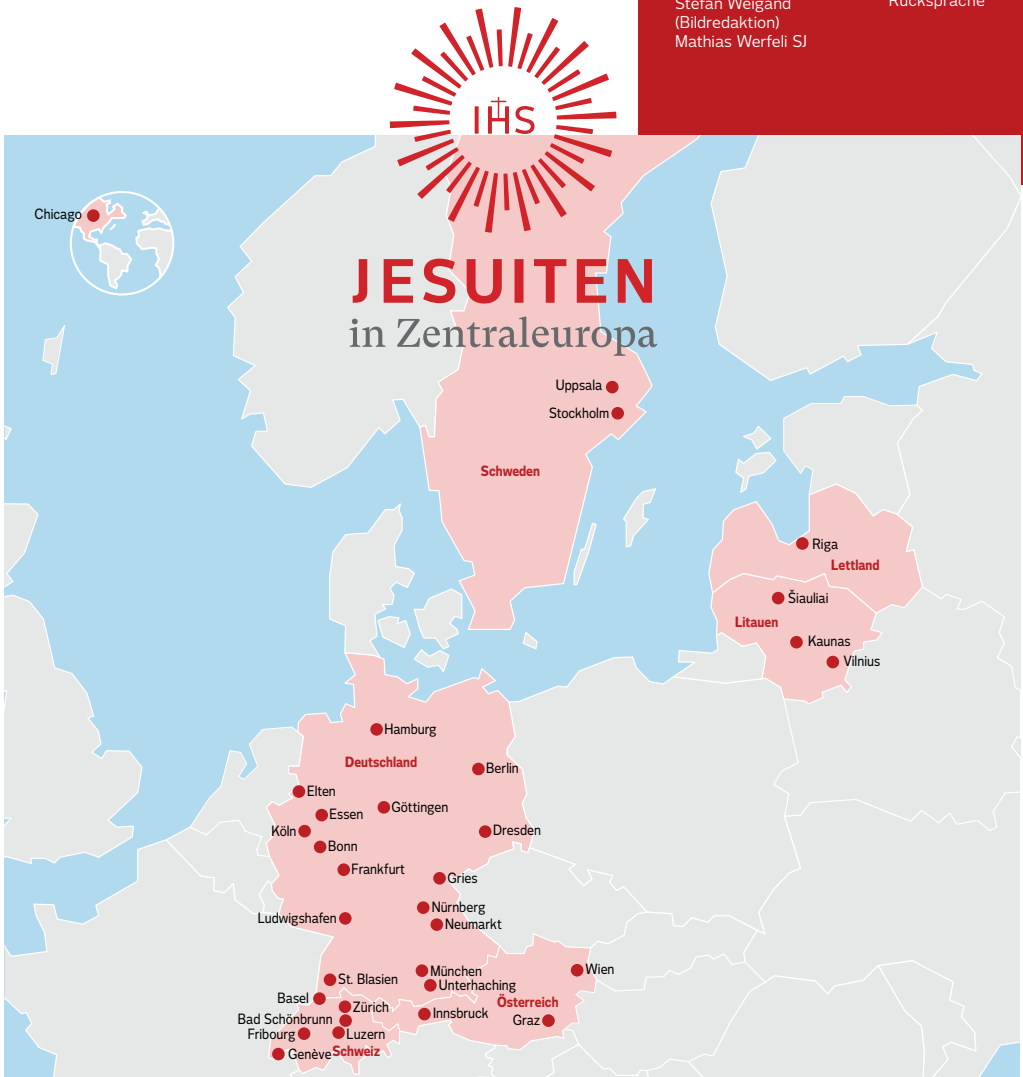 Stefan Weigand
(Bildredaktion)
Mathias Werfeli SJ
Rücksprache
IHS
Chicago
JESUITEN
in Zentraleuropa
Uppsala
Stockholm
Schweden
Riga
Lettland
Šiauliai
Litauen
Kaunas
Vilnius
Hamburg
Deutschland
Berlin
Elten
Göttingen
Essen
Köln
Dresden
Bonn
Frankfurt
Gries
Nürnberg
Ludwigshafen
Neumarkt
München
Wien
St. Blasien
Unterhaching
Basel
Österreich
Zürich
Innsbruck
Bad Schönbrunn
Graz
Fribourg
Luzern
Schweiz
Genève